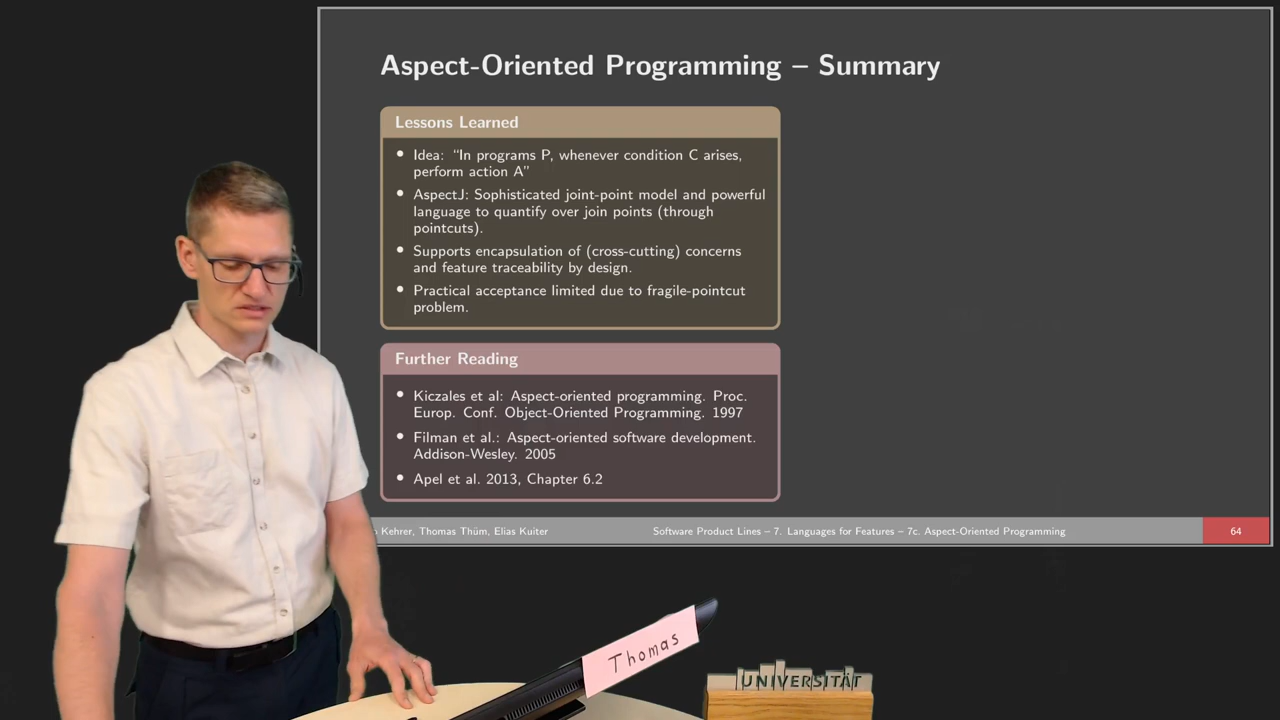 Aspect-Oriented Programming – Summary
Lessons Learned
• Idea: “In programs P, whenever condition C arises,
perform action A”
• AspectJ: Sophisticated joint-point model and powerful
language to quantify over join points (through
pointcuts).
• Supports encapsulation of (cross-cutting) concerns
and feature traceability by design.
• Practical acceptance limited due to fragile-pointcut
problem.
Further Reading
• Kiczales et al: Aspect-oriented programming. Proc.
Europ. Conf. Object-Oriented Programming. 1997
• Filman et al.: Aspect-oriented software development.
Addison-Wesley. 2005
• Apel et al. 2013, Chapter 6.2
Kehrer, Thomas Thüm, Elias Kuiter
Software Product Lines – 7. Languages for Features – 7c. Aspect-Oriented Programming
64
Thomas
UNIVERSITÄT